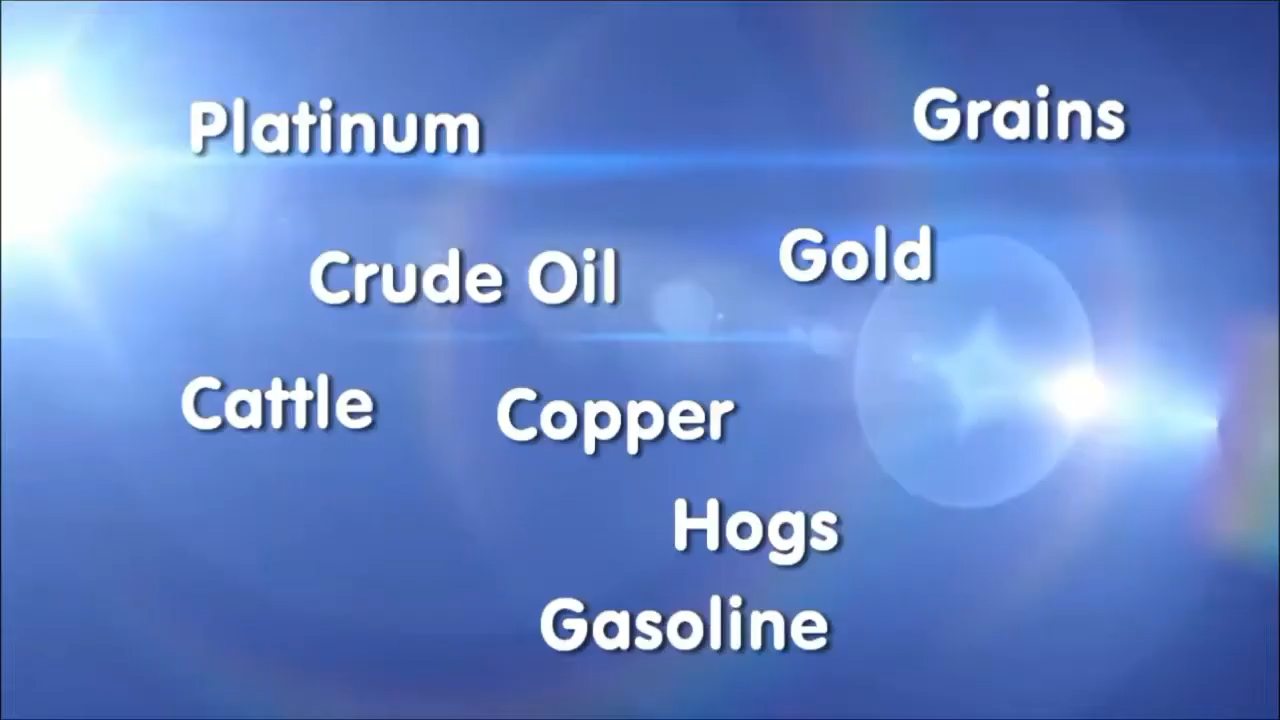 Platinum
Grains
Crude Oil
Gold
Cattle
Copper
Hogs
Gasoline